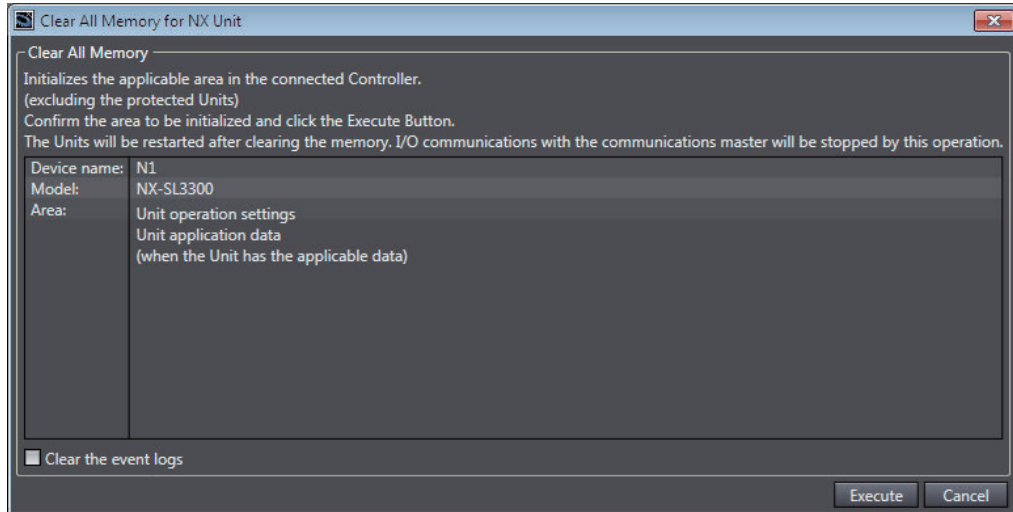 Clear All Memory for NX Unit
Clear All Memory
Initializes the applicable area in the connected Controller.
(excluding the protected Units)
Confirm the area to be initialized and click the Execute Button.
The Units will be restarted after clearing the memory. I/O communications with the communications master will be stopped by this operation.
Device name: N1
Model: NX-SL3300
Area: Unit operation settings
Unit application data
(when the Unit has the applicable data)
Clear the event logs
Execute Cancel